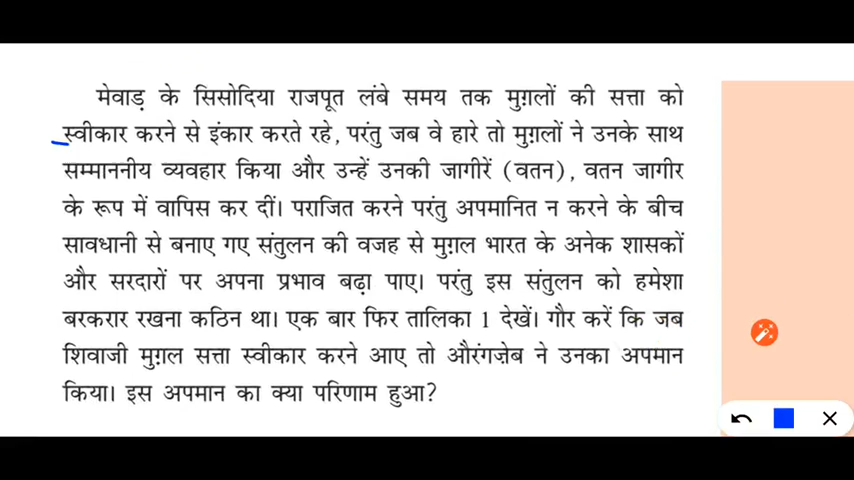 मेवाड़ के सिसोदिया राजपूत लंबे समय तक मुग़लों की सत्ता को
स्वीकार करने से इंकार करते रहे, परंतु जब वे हारे तो मुग़लों ने उनके साथ
सम्माननीय व्यवहार किया और उन्हें उनकी जागीरें (वतन), वतन जागीर
के रूप में वापिस कर दीं। पराजित करने परंतु अपमानित न करने के बीच
सावधानी से बनाए गए संतुलन की वजह से मुग़ल भारत के अनेक शासकों
और सरदारों पर अपना प्रभाव बढ़ा पाए। परंतु इस संतुलन को हमेशा
बरकरार रखना कठिन था। एक बार फिर तालिका 1 देखें। गौर करें कि जब
शिवाजी मुग़ल सत्ता स्वीकार करने आए तो औरंगज़ेब ने उनका अपमान
किया। इस अपमान का क्या परिणाम हुआ?